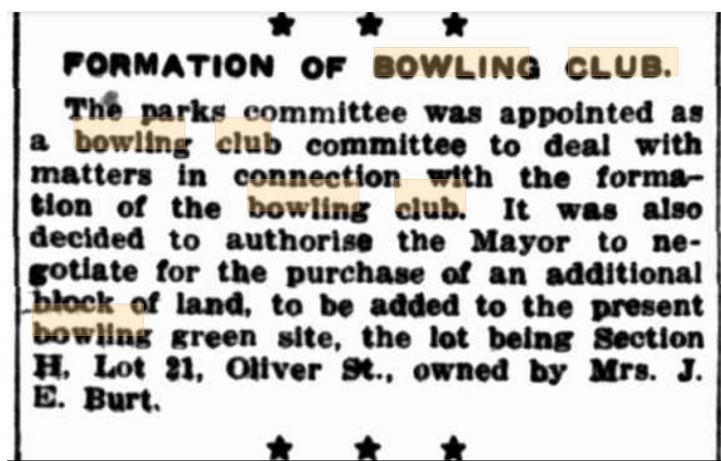 FORMATION OF BOWLING CLUB.
The parks committee was appointed as
a bowling club committee to deal with
matters in connection with the forma-
tion of the bowling club. It was also
decided to authorise the Mayor to ne-
gotiate for the purchase of an additional
block of land, to be added to the present
bowling green site, the lot being Section
H, Lot 21, Oliver St., owned by Mrs. J.
E. Burt.